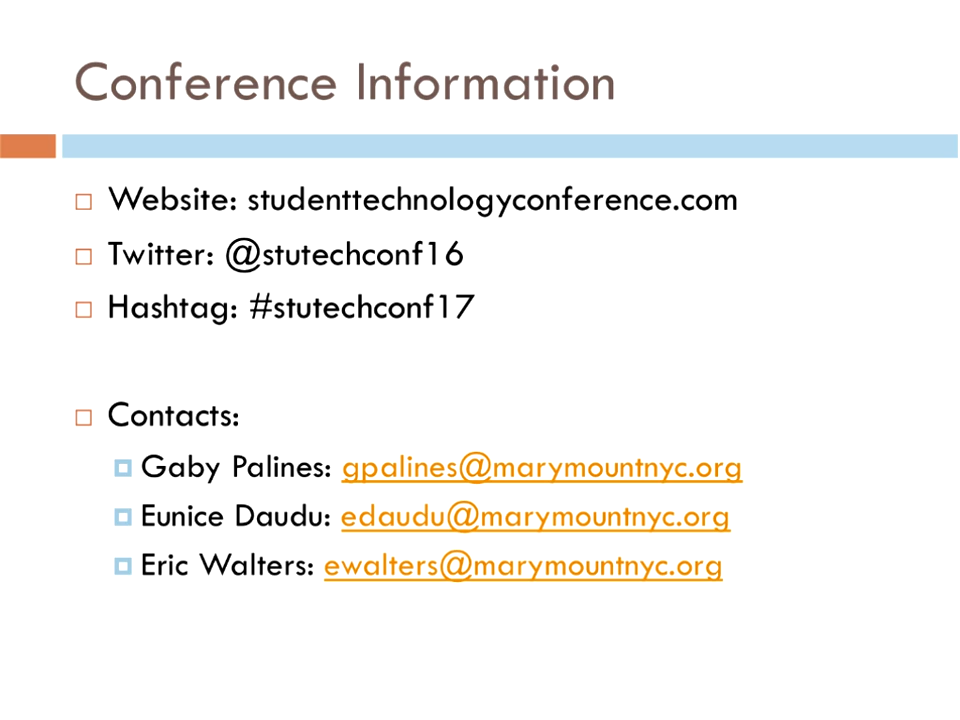 Conference Information
Website: studenttechnologyconference.com
Twitter: @stutechconf16
Hashtag: #stutechconf17
Contacts:
Gaby Palines: gpalines@marymountnyc.org
Eunice Daudu: edaudu@marymountnyc.org
Eric Walters: ewalters@marymountnyc.org